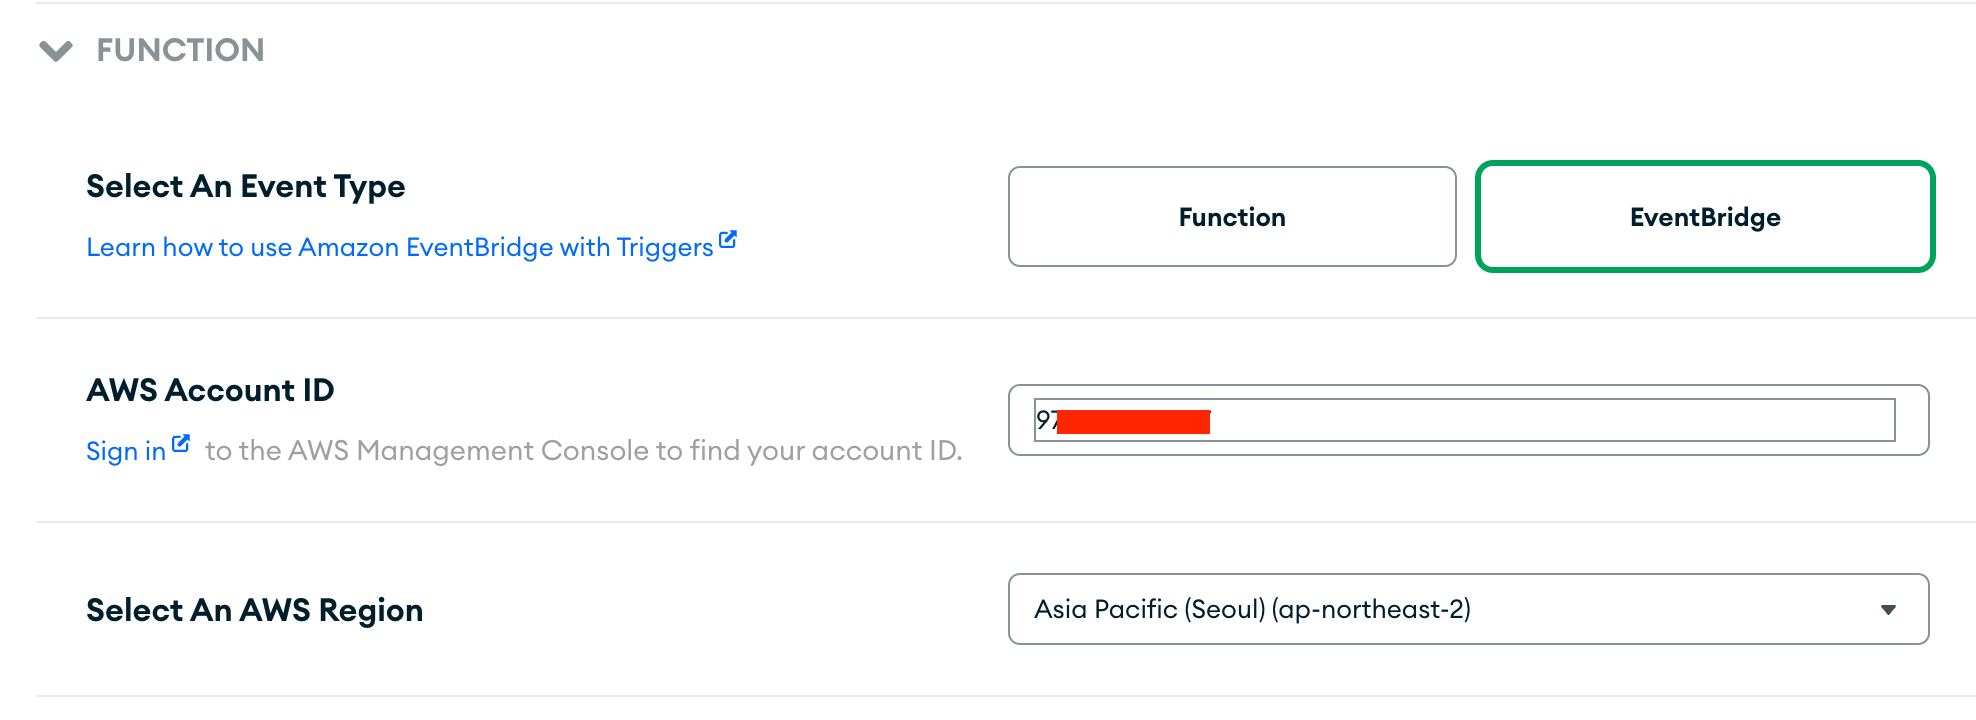 FUNCTION
Select An Event Type
Learn how to use Amazon EventBridge with Triggers
Function
EventBridge
AWS Account ID
Sign in to the AWS Management Console to find your account ID.
97
Select An AWS Region
Asia Pacific (Seoul) (ap-northeast-2)